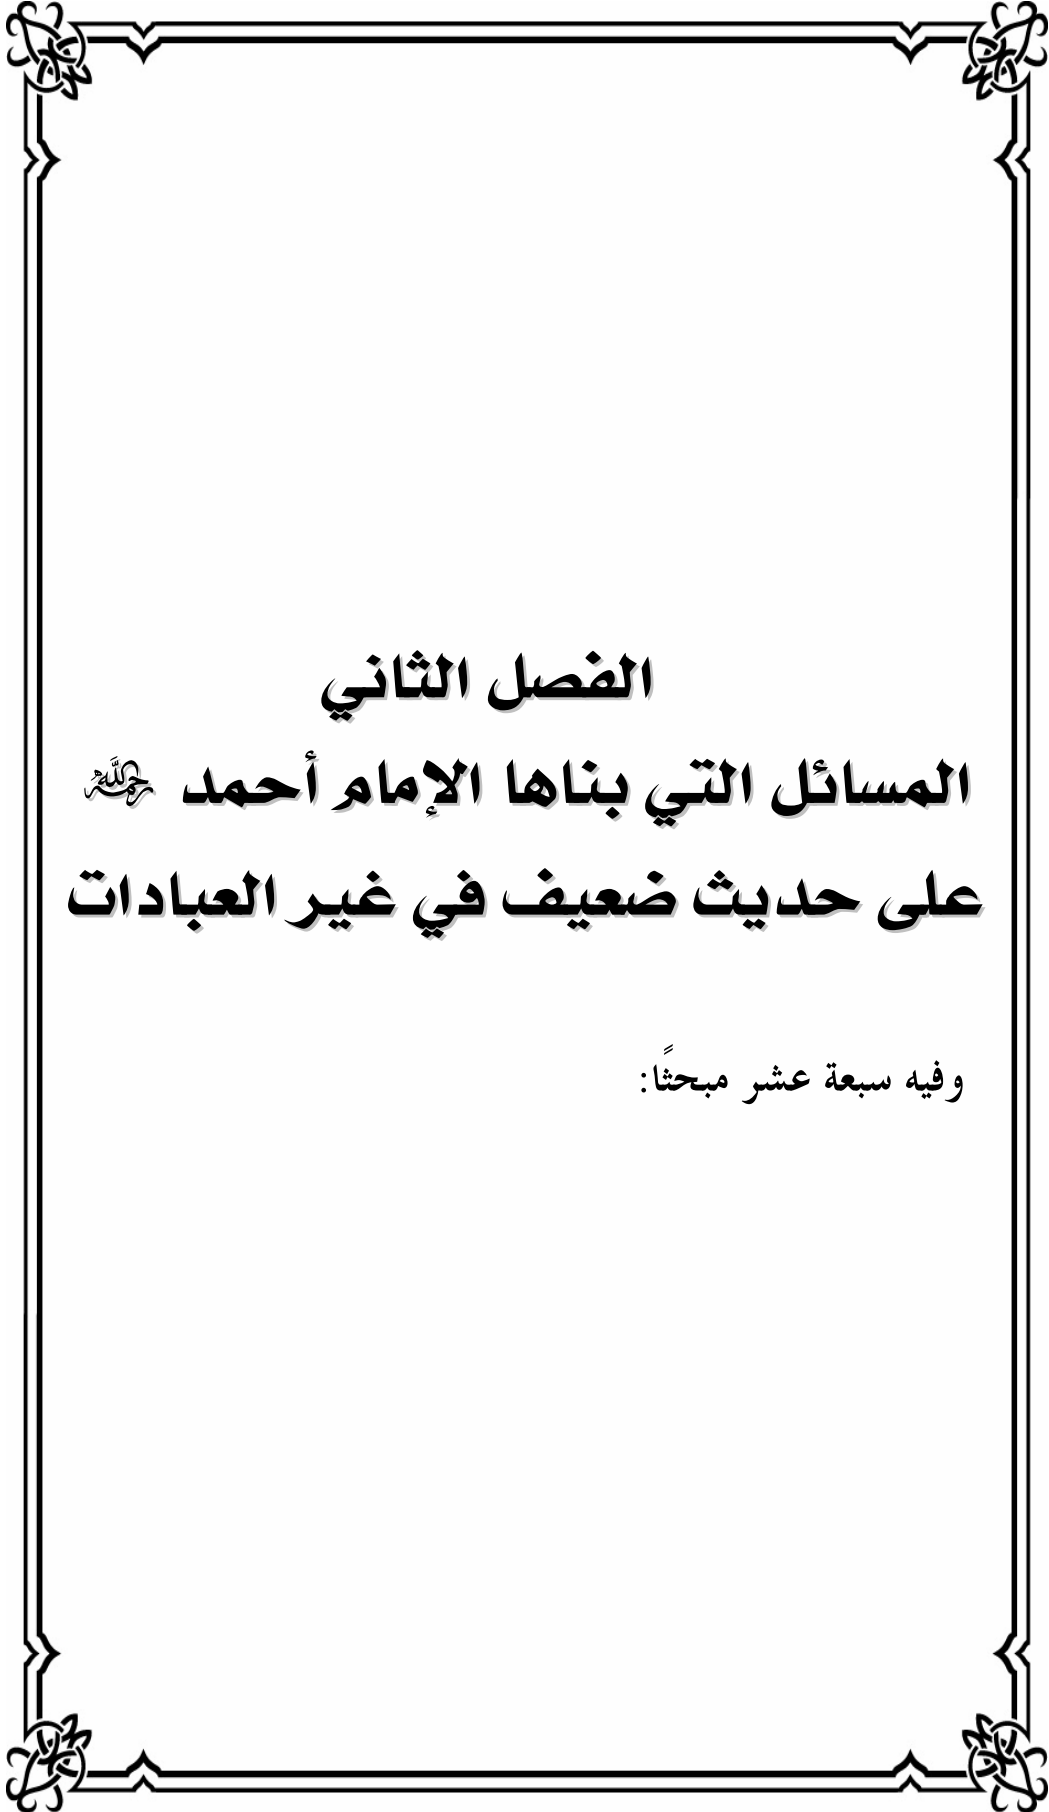 الفصل الثاني
المسائل التي بناها الإمام أحمد رحمه الله
على حديث ضعيف في غير العبادات
وفيه سبعة عشر مبحثًا: